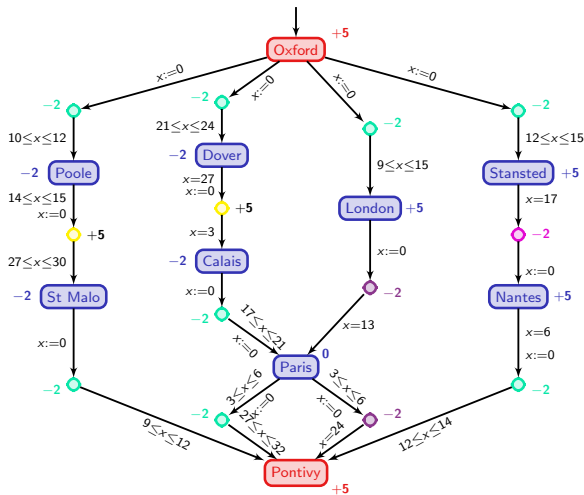 +5
Oxford
x:=0
x:=0
x:=0
x:=0
−2
−2
−2
−2
10≤x≤12
21≤x≤24
9≤x≤15
12≤x≤15
−2 Poole
−2 Dover
London +5
Stansted +5
14≤x≤15
x:=0
x=27
x:=0
x:=0
x=17
+5
+5
−2
−2
27≤x≤30
x=3
x=13
x:=0
−2 St Malo
−2 Calais
Nantes +5
x:=0
x:=0
x=6
x:=0
−2
17≤x≤21
x:=0
Paris 0
−2
−2
3≤x≤6
x:=0
3≤x≤6
x:=0
−2
−2
9≤x≤12
27≤x≤32
x=24
12≤x≤14
Pontivy
+5